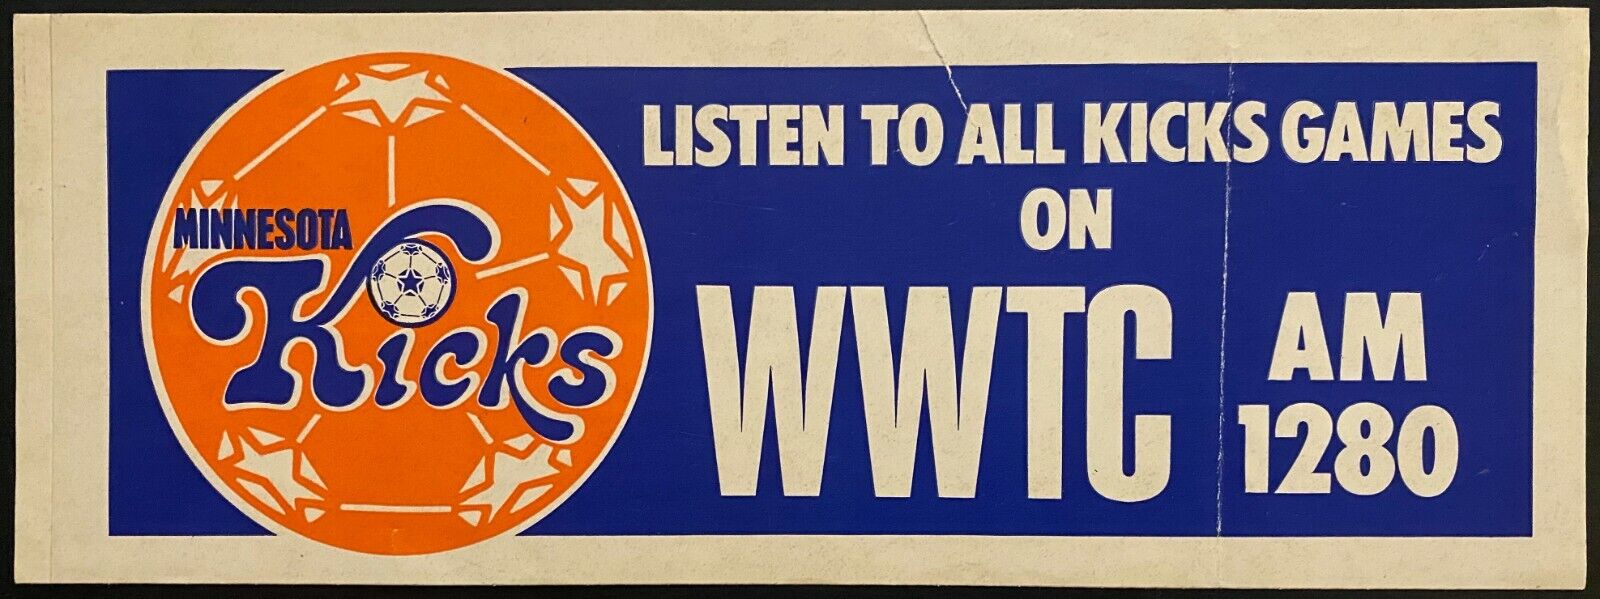 MINNESOTA
Kicks
LISTEN TO ALL KICKS GAMES
ON
WWTC
AM
1280